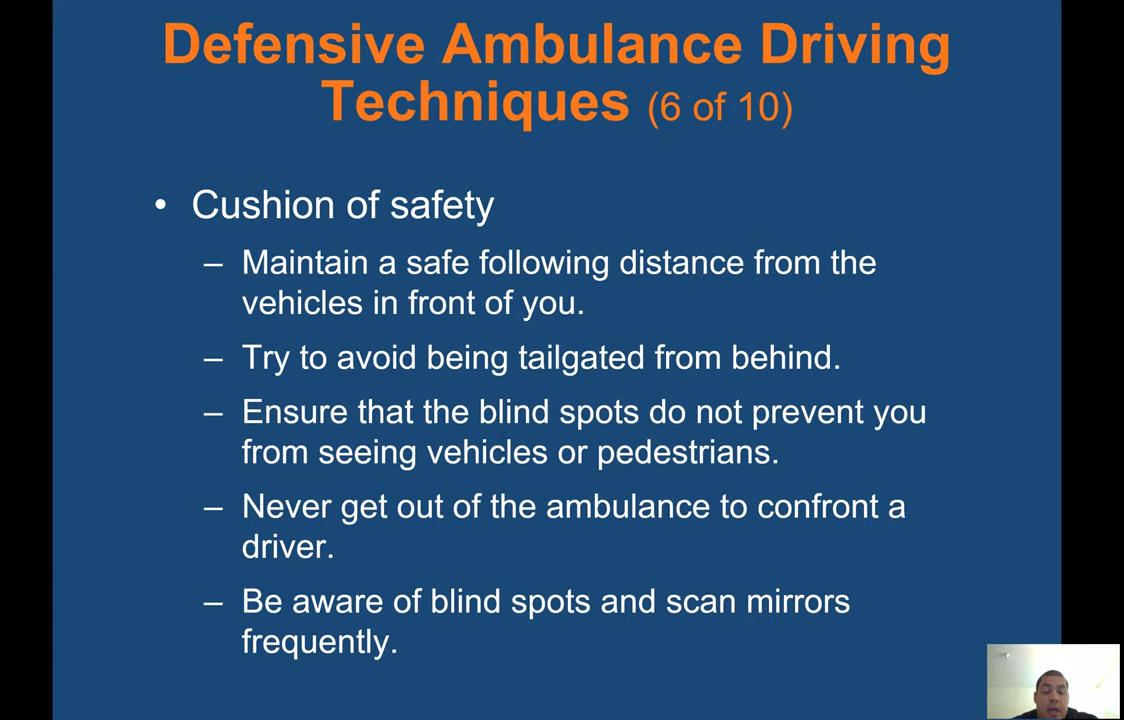 Defensive Ambulance Driving
Techniques (6 of 10)
• Cushion of safety
– Maintain a safe following distance from the
vehicles in front of you.
– Try to avoid being tailgated from behind.
– Ensure that the blind spots do not prevent you
from seeing vehicles or pedestrians.
– Never get out of the ambulance to confront a
driver.
– Be aware of blind spots and scan mirrors
frequently.